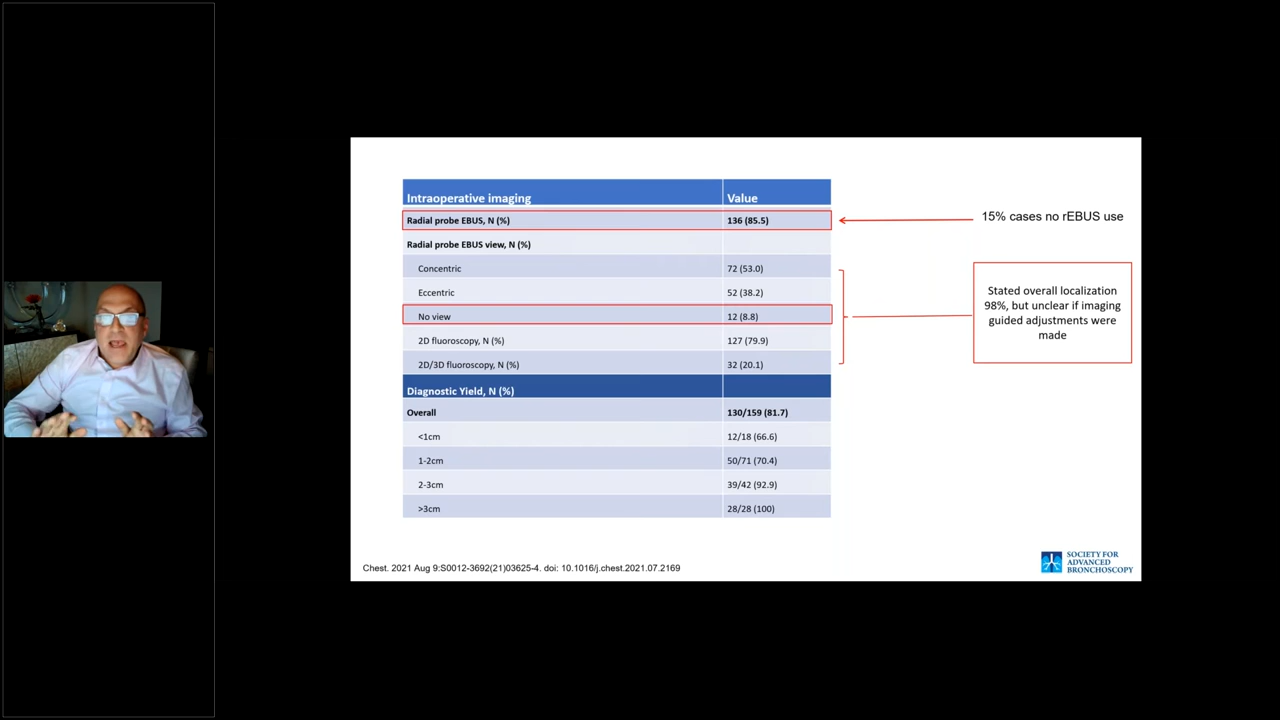 Intraoperative imaging Value
Radial probe EBUS, N (%) 136 (85.5)
15% cases no rEBUS use
Radial probe EBUS view, N (%)
Concentric 72 (53.0)
Eccentric 52 (38.2)
No view 12 (8.8)
2D fluoroscopy, N (%) 127 (79.9)
2D/3D fluoroscopy, N (%) 32 (20.1)
Stated overall localization
98%, but unclear if imaging
guided adjustments were
made
Diagnostic Yield, N (%)
Overall 130/159 (81.7)
<1cm 12/18 (66.6)
1-2cm 50/71 (70.4)
2-3cm 39/42 (92.9)
>3cm 28/28 (100)
Chest. 2021 Aug 9:S0012-3692(21)03625-4. doi: 10.1016/j.chest.2021.07.2169
SOCIETY FOR
ADVANCED
BRONCHOSCOPY